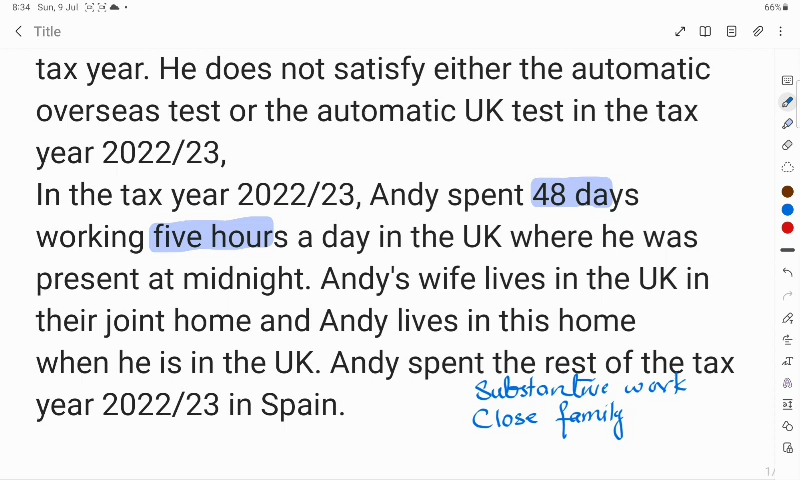 8:34 Sun, 9 Jul 66%
Title
tax year. He does not satisfy either the automatic
overseas test or the automatic UK test in the tax
year 2022/23,
In the tax year 2022/23, Andy spent 48 days
working five hours a day in the UK where he was
present at midnight. Andy's wife lives in the UK in
their joint home and Andy lives in this home
when he is in the UK. Andy spent the rest of the tax
year 2022/23 in Spain.
Substantive work
Close family
1/